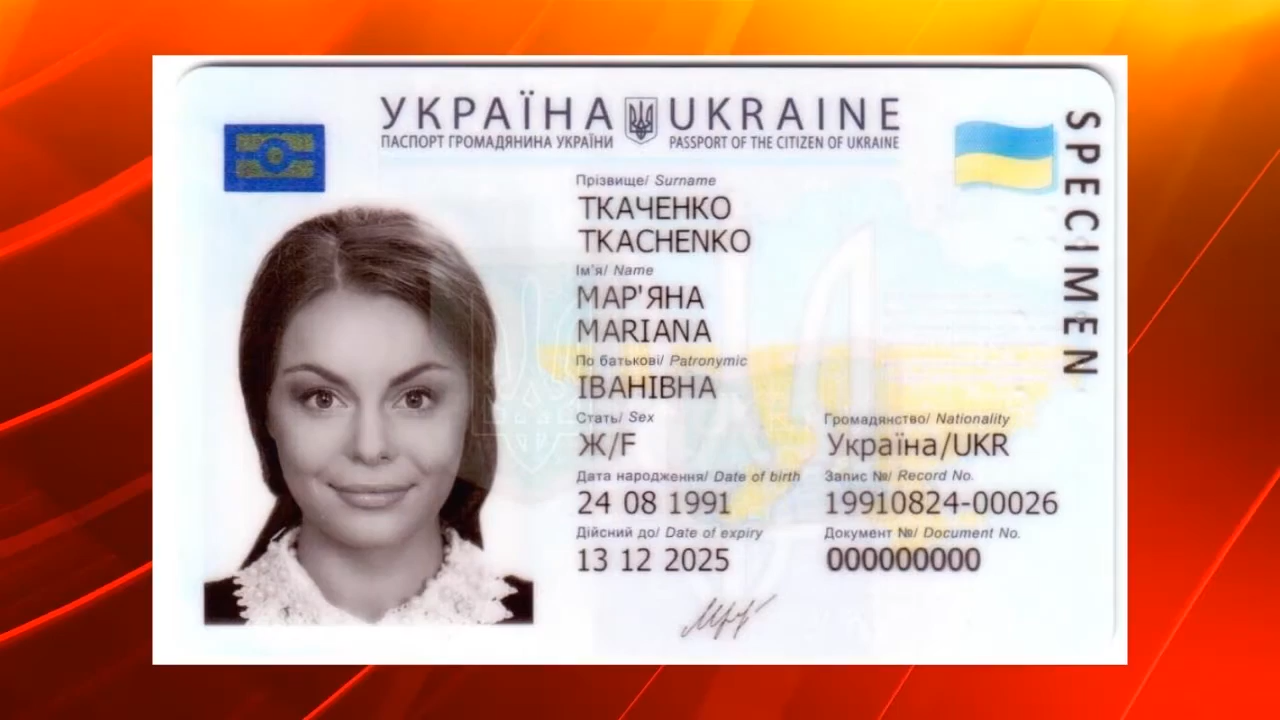 УКРАЇНА UKRAINE
ПАСПОРТ ГРОМАДЯНИНА УКРАЇНИ PASSPORT OF THE CITIZEN OF UKRAINE
SPECIMEN
Прізвище/ Surname
ТКАЧЕНКО
TKACHENKO
Ім'я/ Name
МАР'ЯНА
MARIANA
По батькові/ Patronymic
ІВАНІВНА
Стать/ Sex Громадянство/ Nationality
Ж/F Україна/UKR
Дата народження/ Date of birth Запис №/ Record No.
24 08 1991 19910824-00026
Дійсний до/ Date of expiry Документ №/ Document No.
13 12 2025 000000000